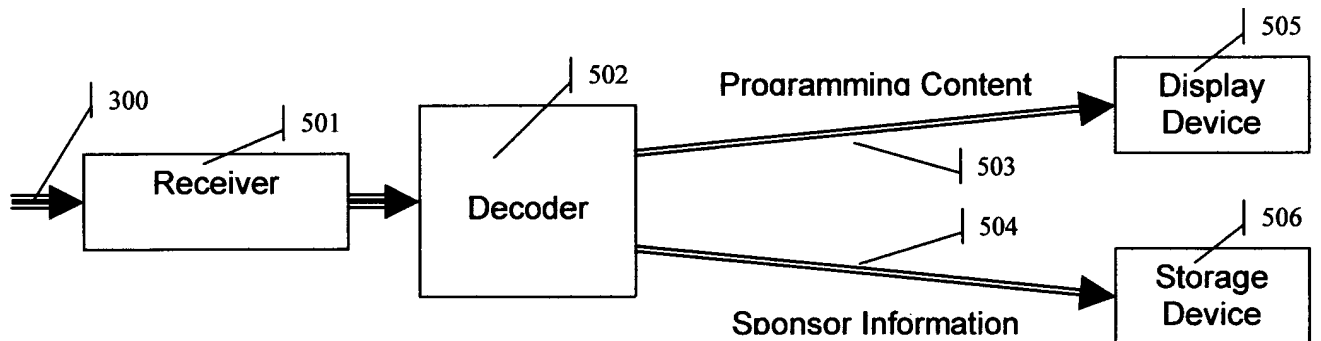 505
502
Programming Content
Display
Device
300
501
Receiver
503
Decoder
504
506
Storage
Device
Sponsor Information